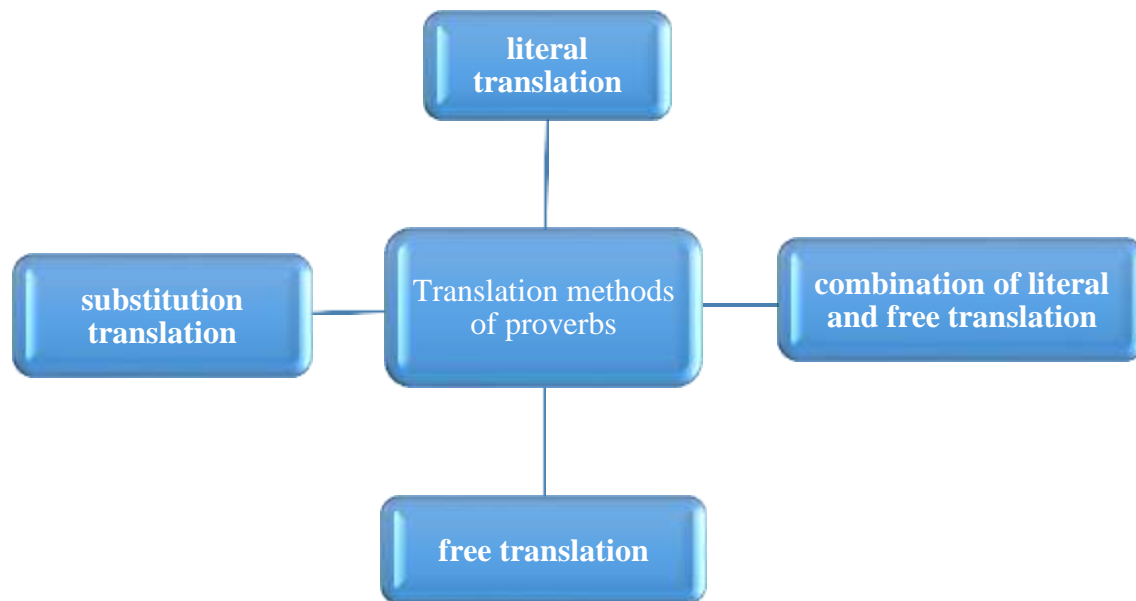 literal
translation
substitution
translation
Translation methods
of proverbs
combination of literal
and free translation
free translation